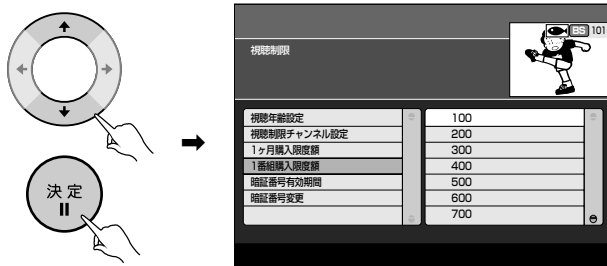 決定
BS 101
視聴制限
視聴年齢設定
視聴制限チャンネル設定
1ヶ月購入限度額
1番組購入限度額
暗証番号有効期間
暗証番号変更
100
200
300
400
500
600
700